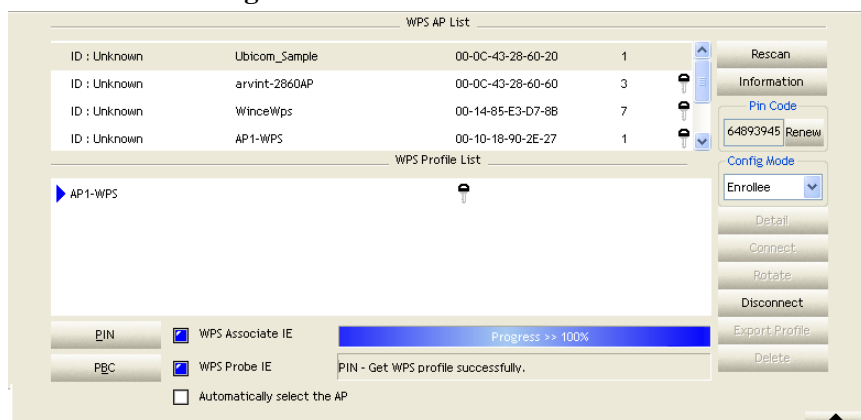 WPS AP List
ID : Unknown Ubicom_Sample 00-0C-43-28-60-20 1
ID : Unknown arvint-2860AP 00-0C-43-28-60-60 3
ID : Unknown WinceWps 00-14-85-E3-D7-8B 7
ID : Unknown AP1-WPS 00-10-18-90-2E-27 1
WPS Profile List
AP1-WPS
Rescan
Information
Pin Code
64893945 Renew
Config Mode
Enrollee
Detail
Connect
Rotate
Disconnect
Export Profile
Delete
PIN WPS Associate IE Progress >> 100%
PBC WPS Probe IE PIN - Get WPS profile successfully.
Automatically select the AP